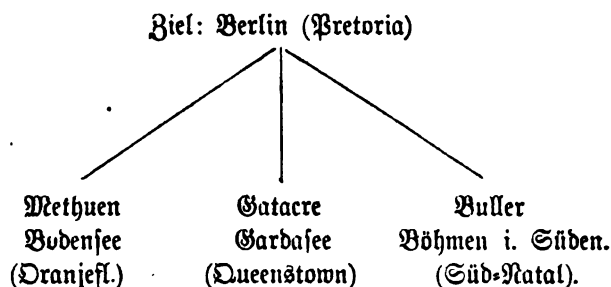 Ziel: Berlin (Pretoria)
Methuen Gatacre Buller
Bodensee Gardasee Böhmen i. Süden.
(Oranjefl.) (Queenstown) (Süd-Natal).